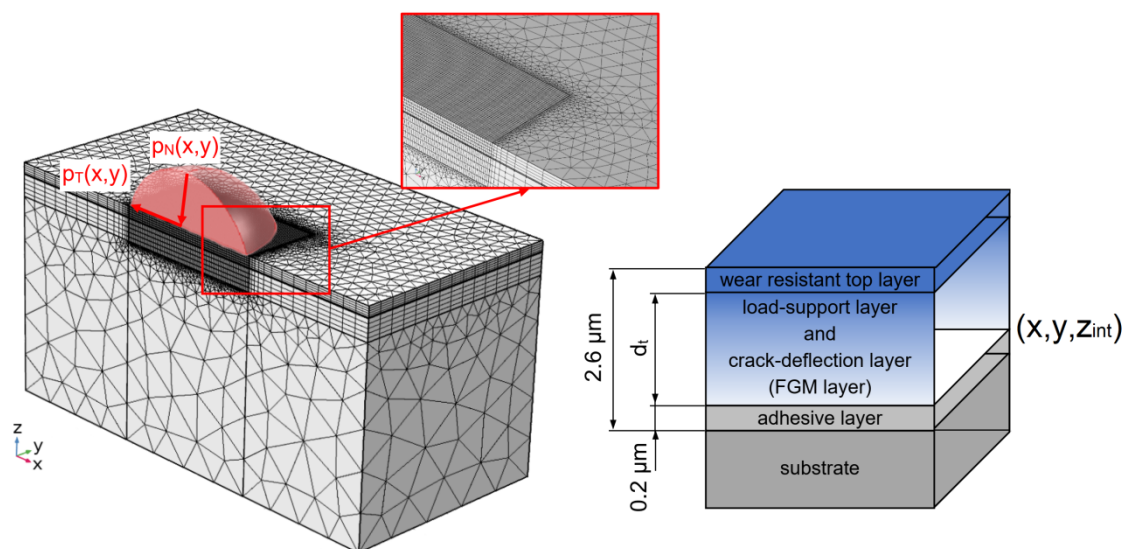 pN(x,y)
pT(x,y)
z
y
x
wear resistant top layer
load-support layer
and
crack-deflection layer
(FGM layer)
adhesive layer
substrate
2.6 µm
dt
0.2 µm
(x,y,zint)